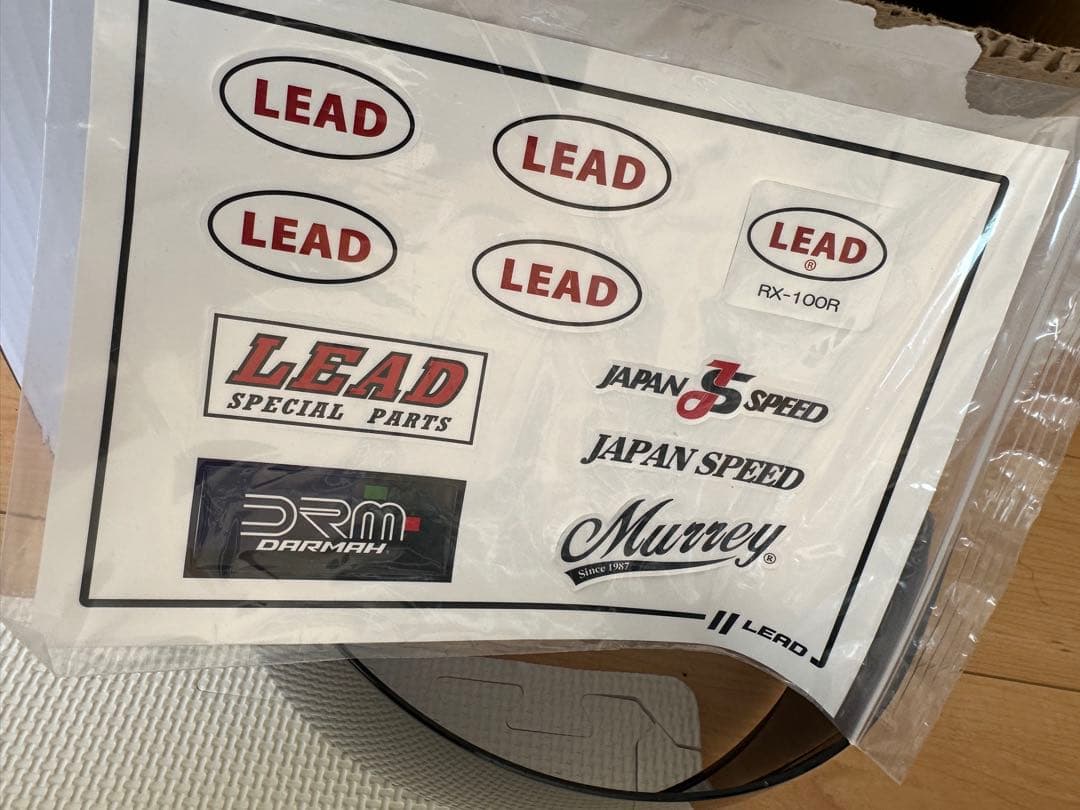 LEAD
LEAD
LEAD
LEAD
LEAD
®
RX-100R
LEAD
SPECIAL PARTS
JAPAN JS SPEED
JAPAN SPEED
DRM
DARMAH
Murrey®
Since 1987
LEAD